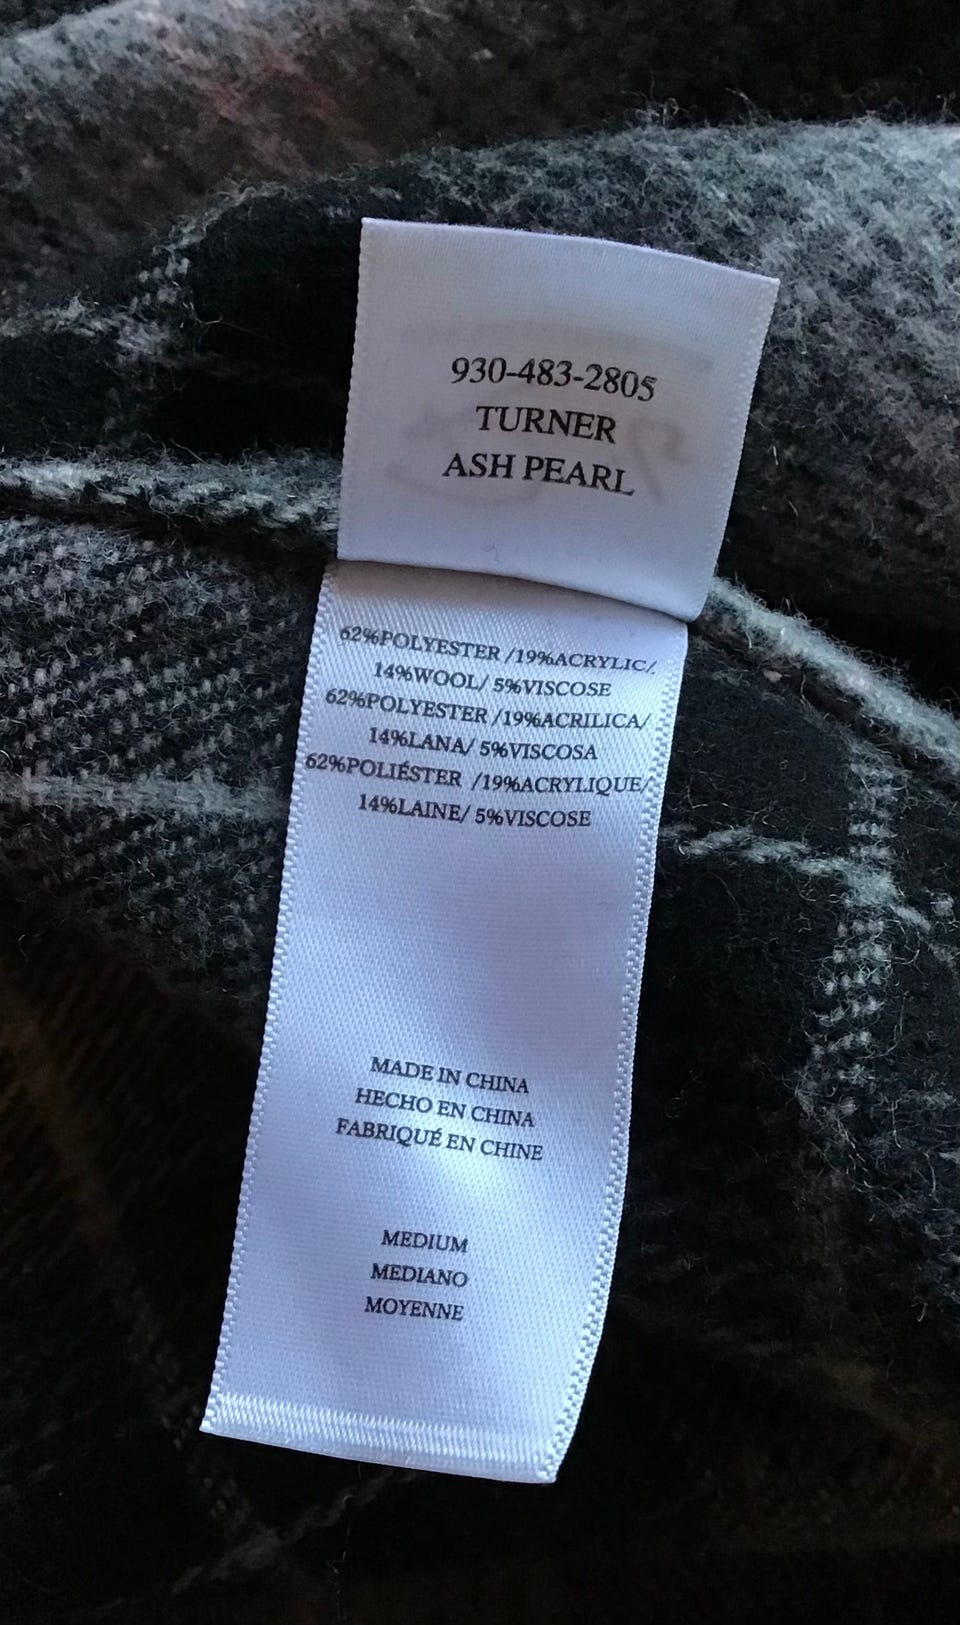 930-483-2805
TURNER
ASH PEARL
62%POLYESTER /19%ACRYLIC/
14%WOOL/ 5%VISCOSE
62%POLYESTER /19%ACRILICA/
14%LANA/ 5%VISCOSA
62%POLIÉSTER /19%ACRYLIQUE/
14%LAINE/ 5%VISCOSE
MADE IN CHINA
HECHO EN CHINA
FABRIQUÉ EN CHINE
MEDIUM
MEDIANO
MOYENNE